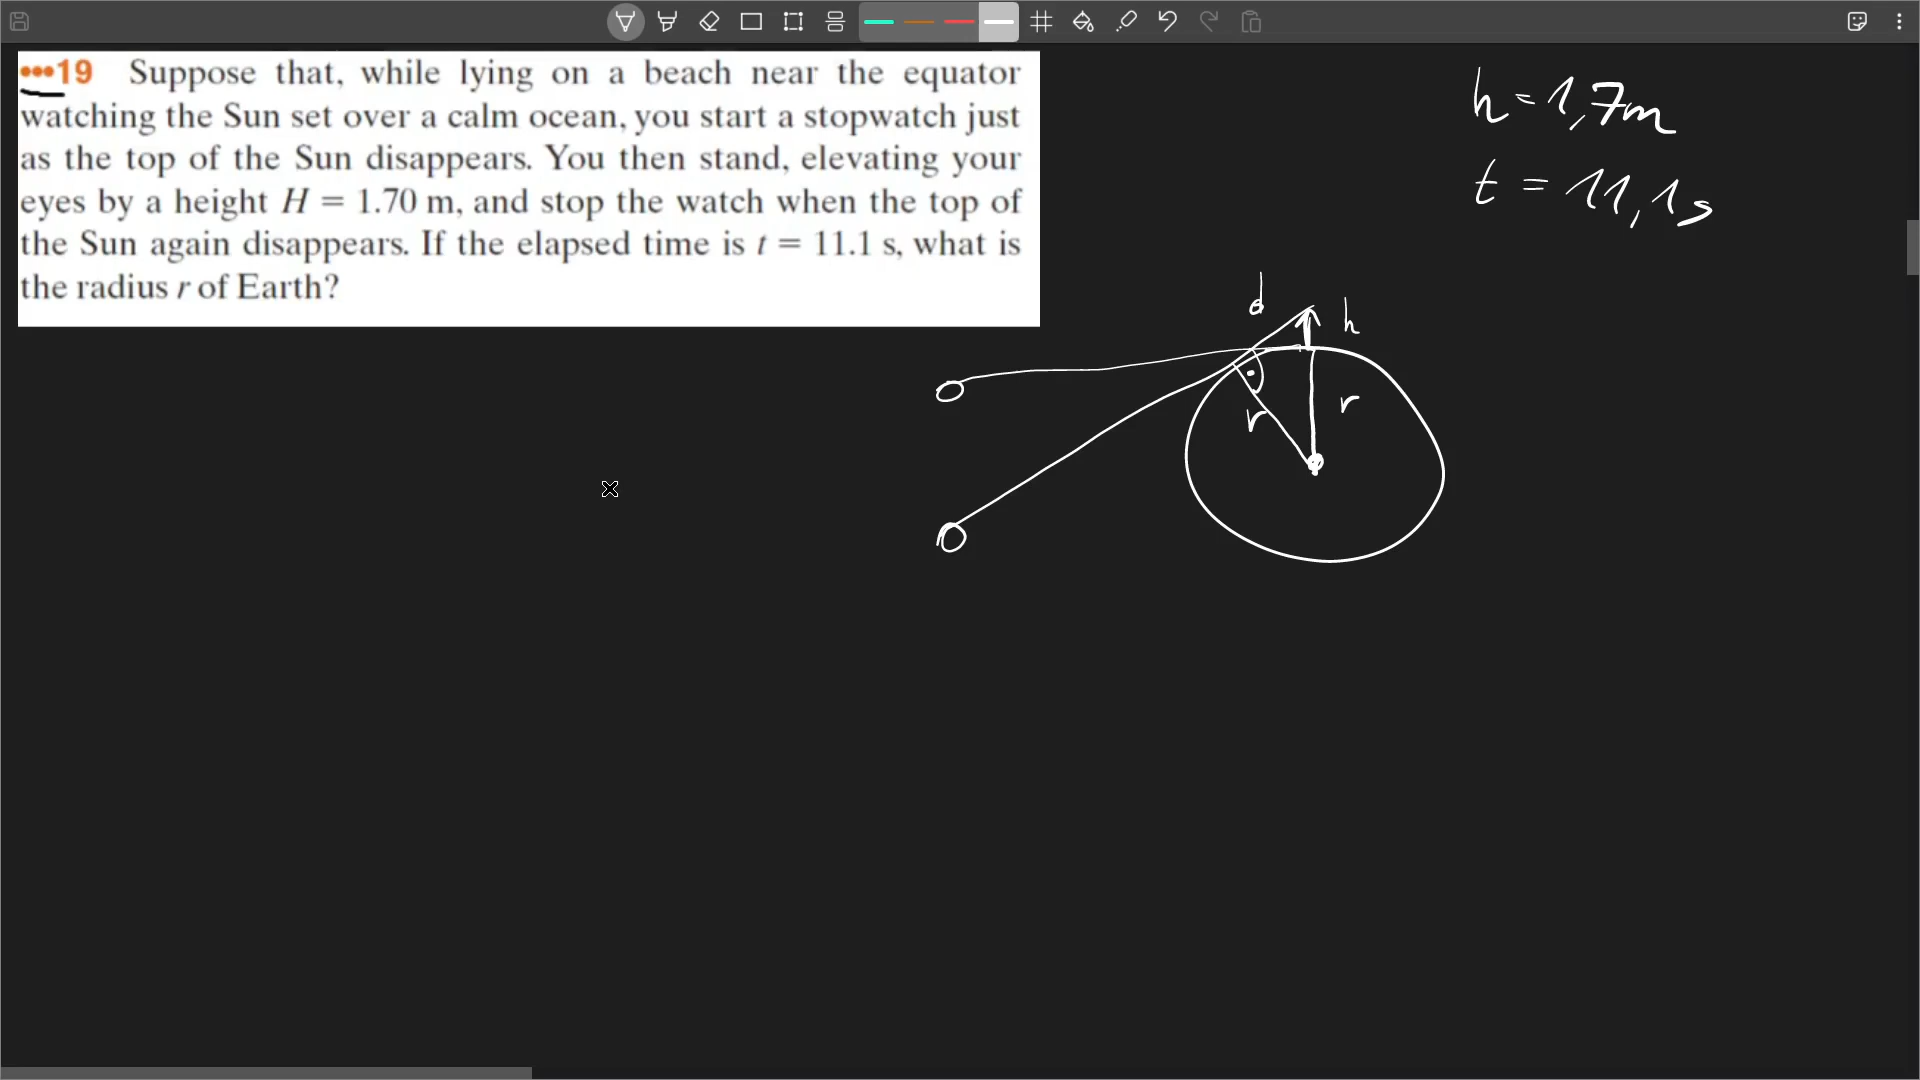 •••19 Suppose that, while lying on a beach near the equator
watching the Sun set over a calm ocean, you start a stopwatch just
as the top of the Sun disappears. You then stand, elevating your
eyes by a height H = 1.70 m, and stop the watch when the top of
the Sun again disappears. If the elapsed time is t = 11.1 s, what is
the radius r of Earth?
h=1,7m
t = 11,1s
d
h
r
r